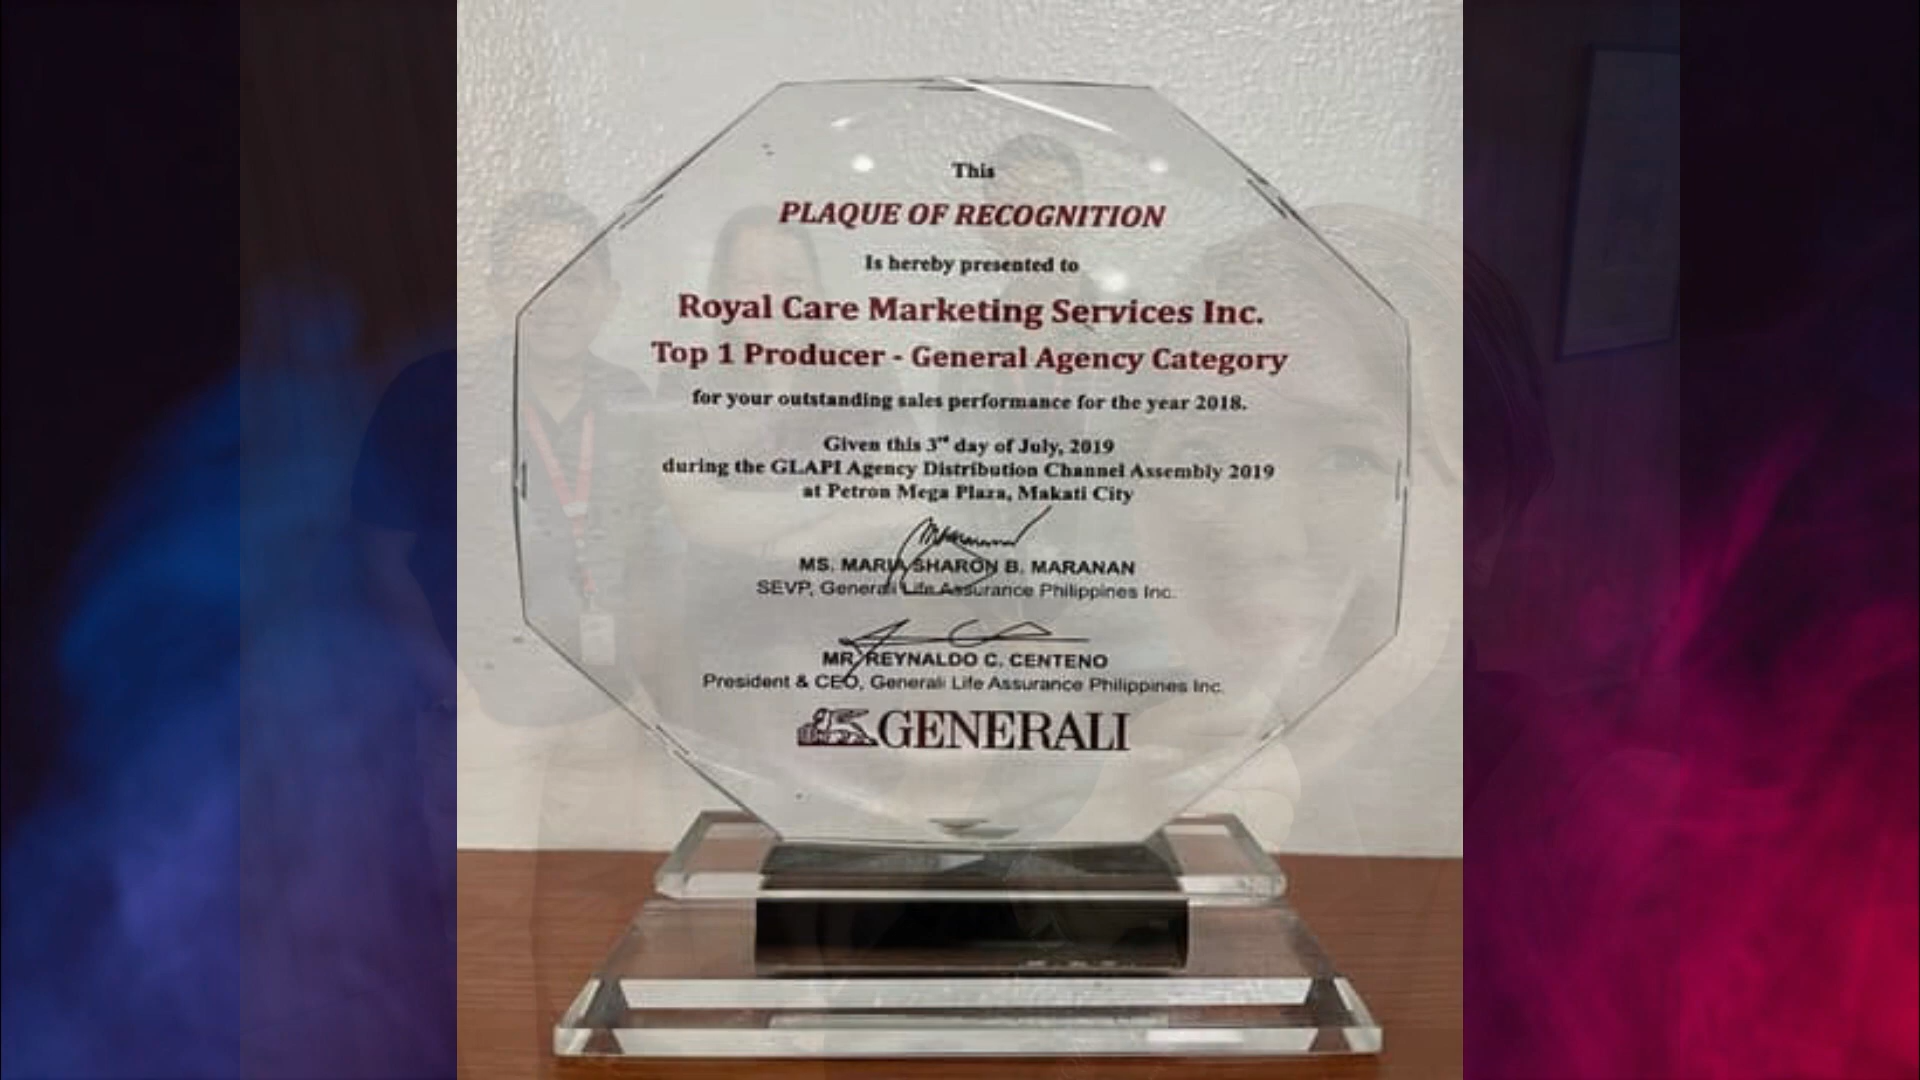 This
PLAQUE OF RECOGNITION
Is hereby presented to
Royal Care Marketing Services Inc.
Top 1 Producer - General Agency Category
for your outstanding sales performance for the year 2018.
Given this 3rd day of July, 2019
during the GLAPI Agency Distribution Channel Assembly 2019
at Petron Mega Plaza, Makati City
MS. MARIA SHARON B. MARANAN
SEVP, Generali Life Assurance Philippines Inc.
MR. REYNALDO C. CENTENO
President & CEO, Generali Life Assurance Philippines Inc.
GENERALI